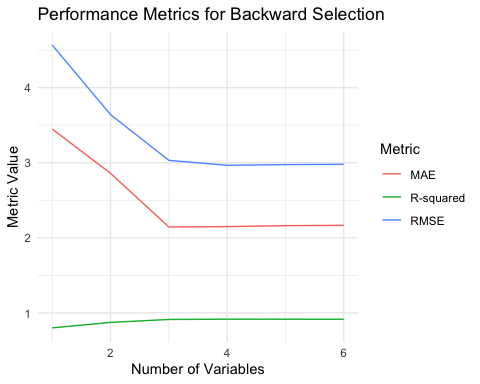 Performance Metrics for Backward Selection
4
3
2
1
Metric Value
2
4
6
Number of Variables
Metric
MAE
R-squared
RMSE